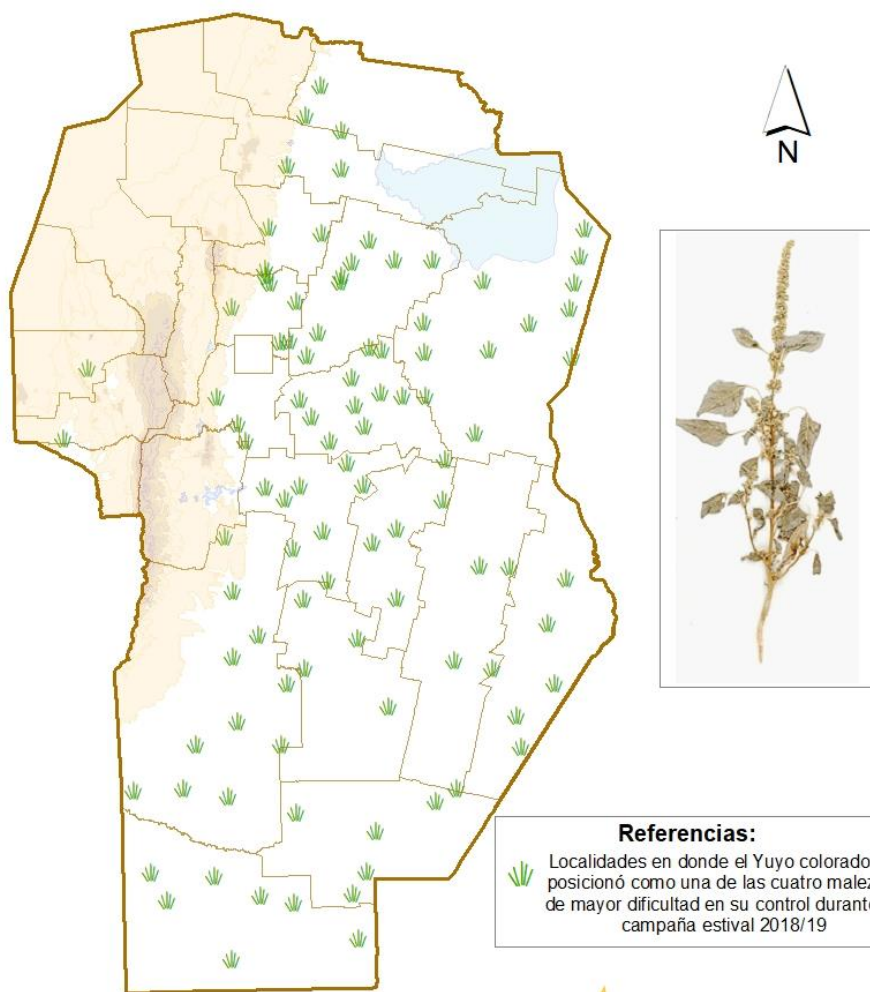 N
Referencias:
Localidades en donde el Yuyo colorado
posicionó como una de las cuatro malez
de mayor dificultad en su control durante
campaña estival 2018/19